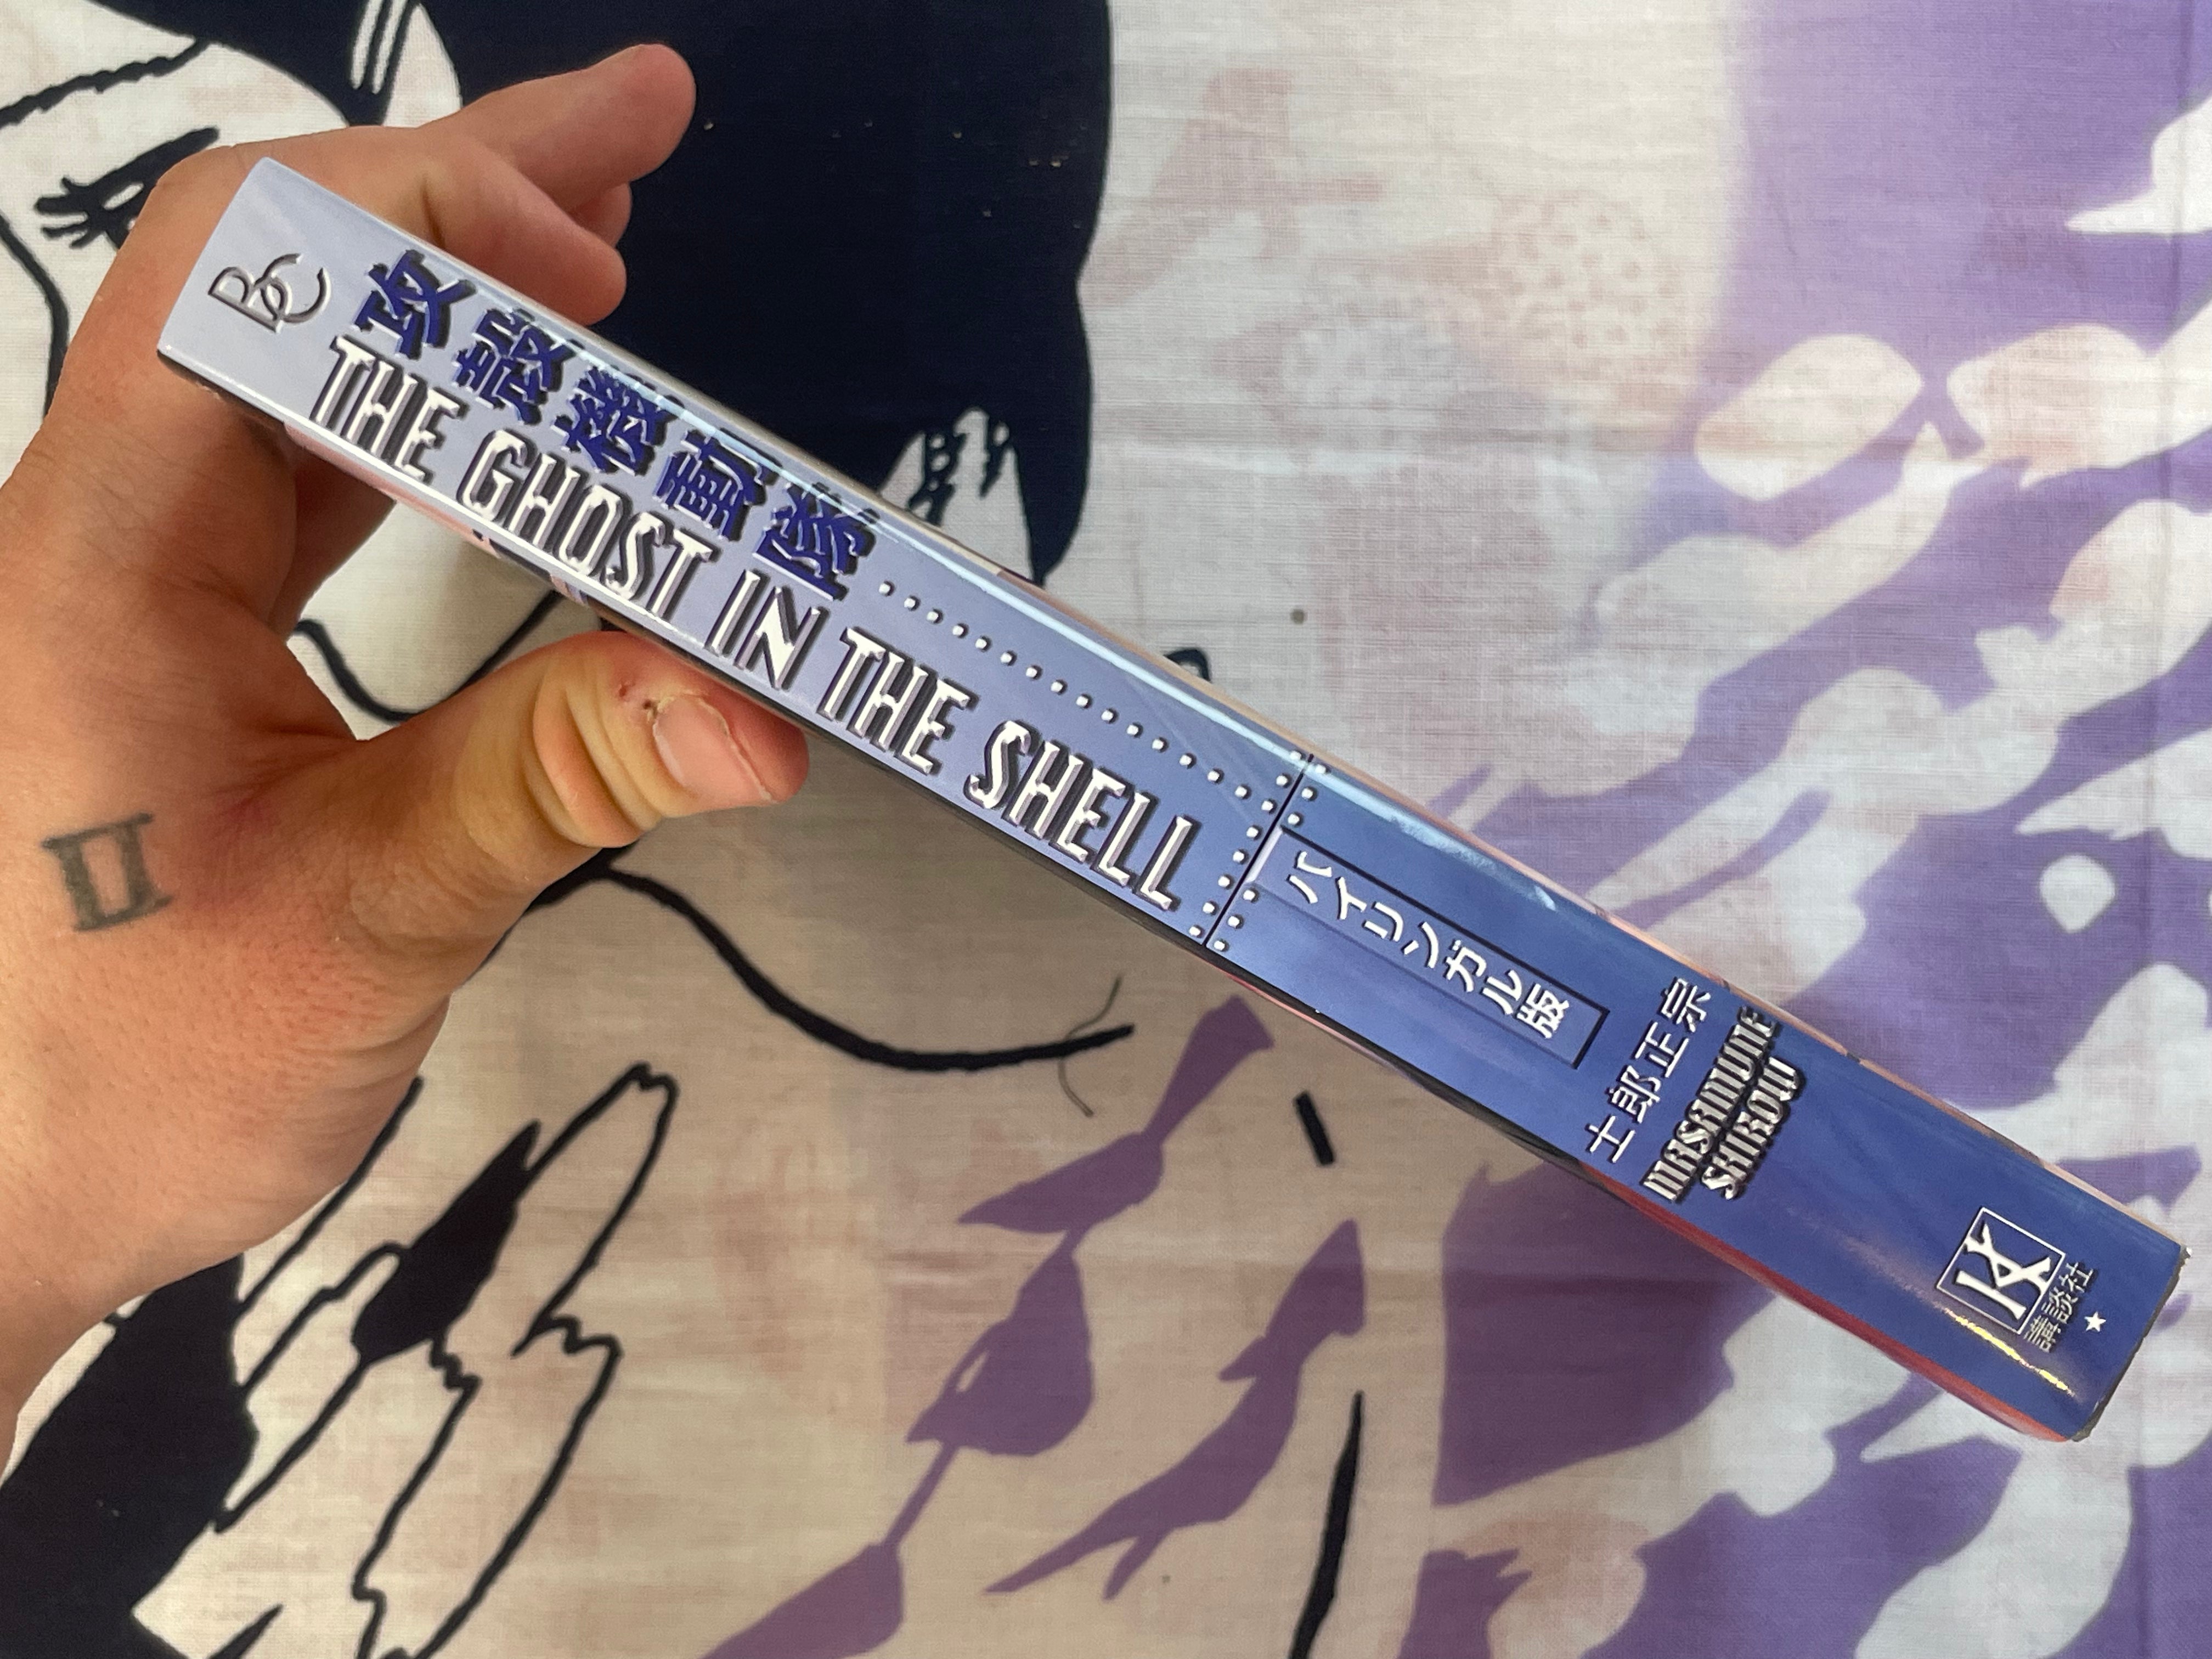 BC
攻殻機動隊
THE GHOST IN THE SHELL
バイリンガル版
士郎正宗
MASAMUNE
SHIROW
K
講談社
II